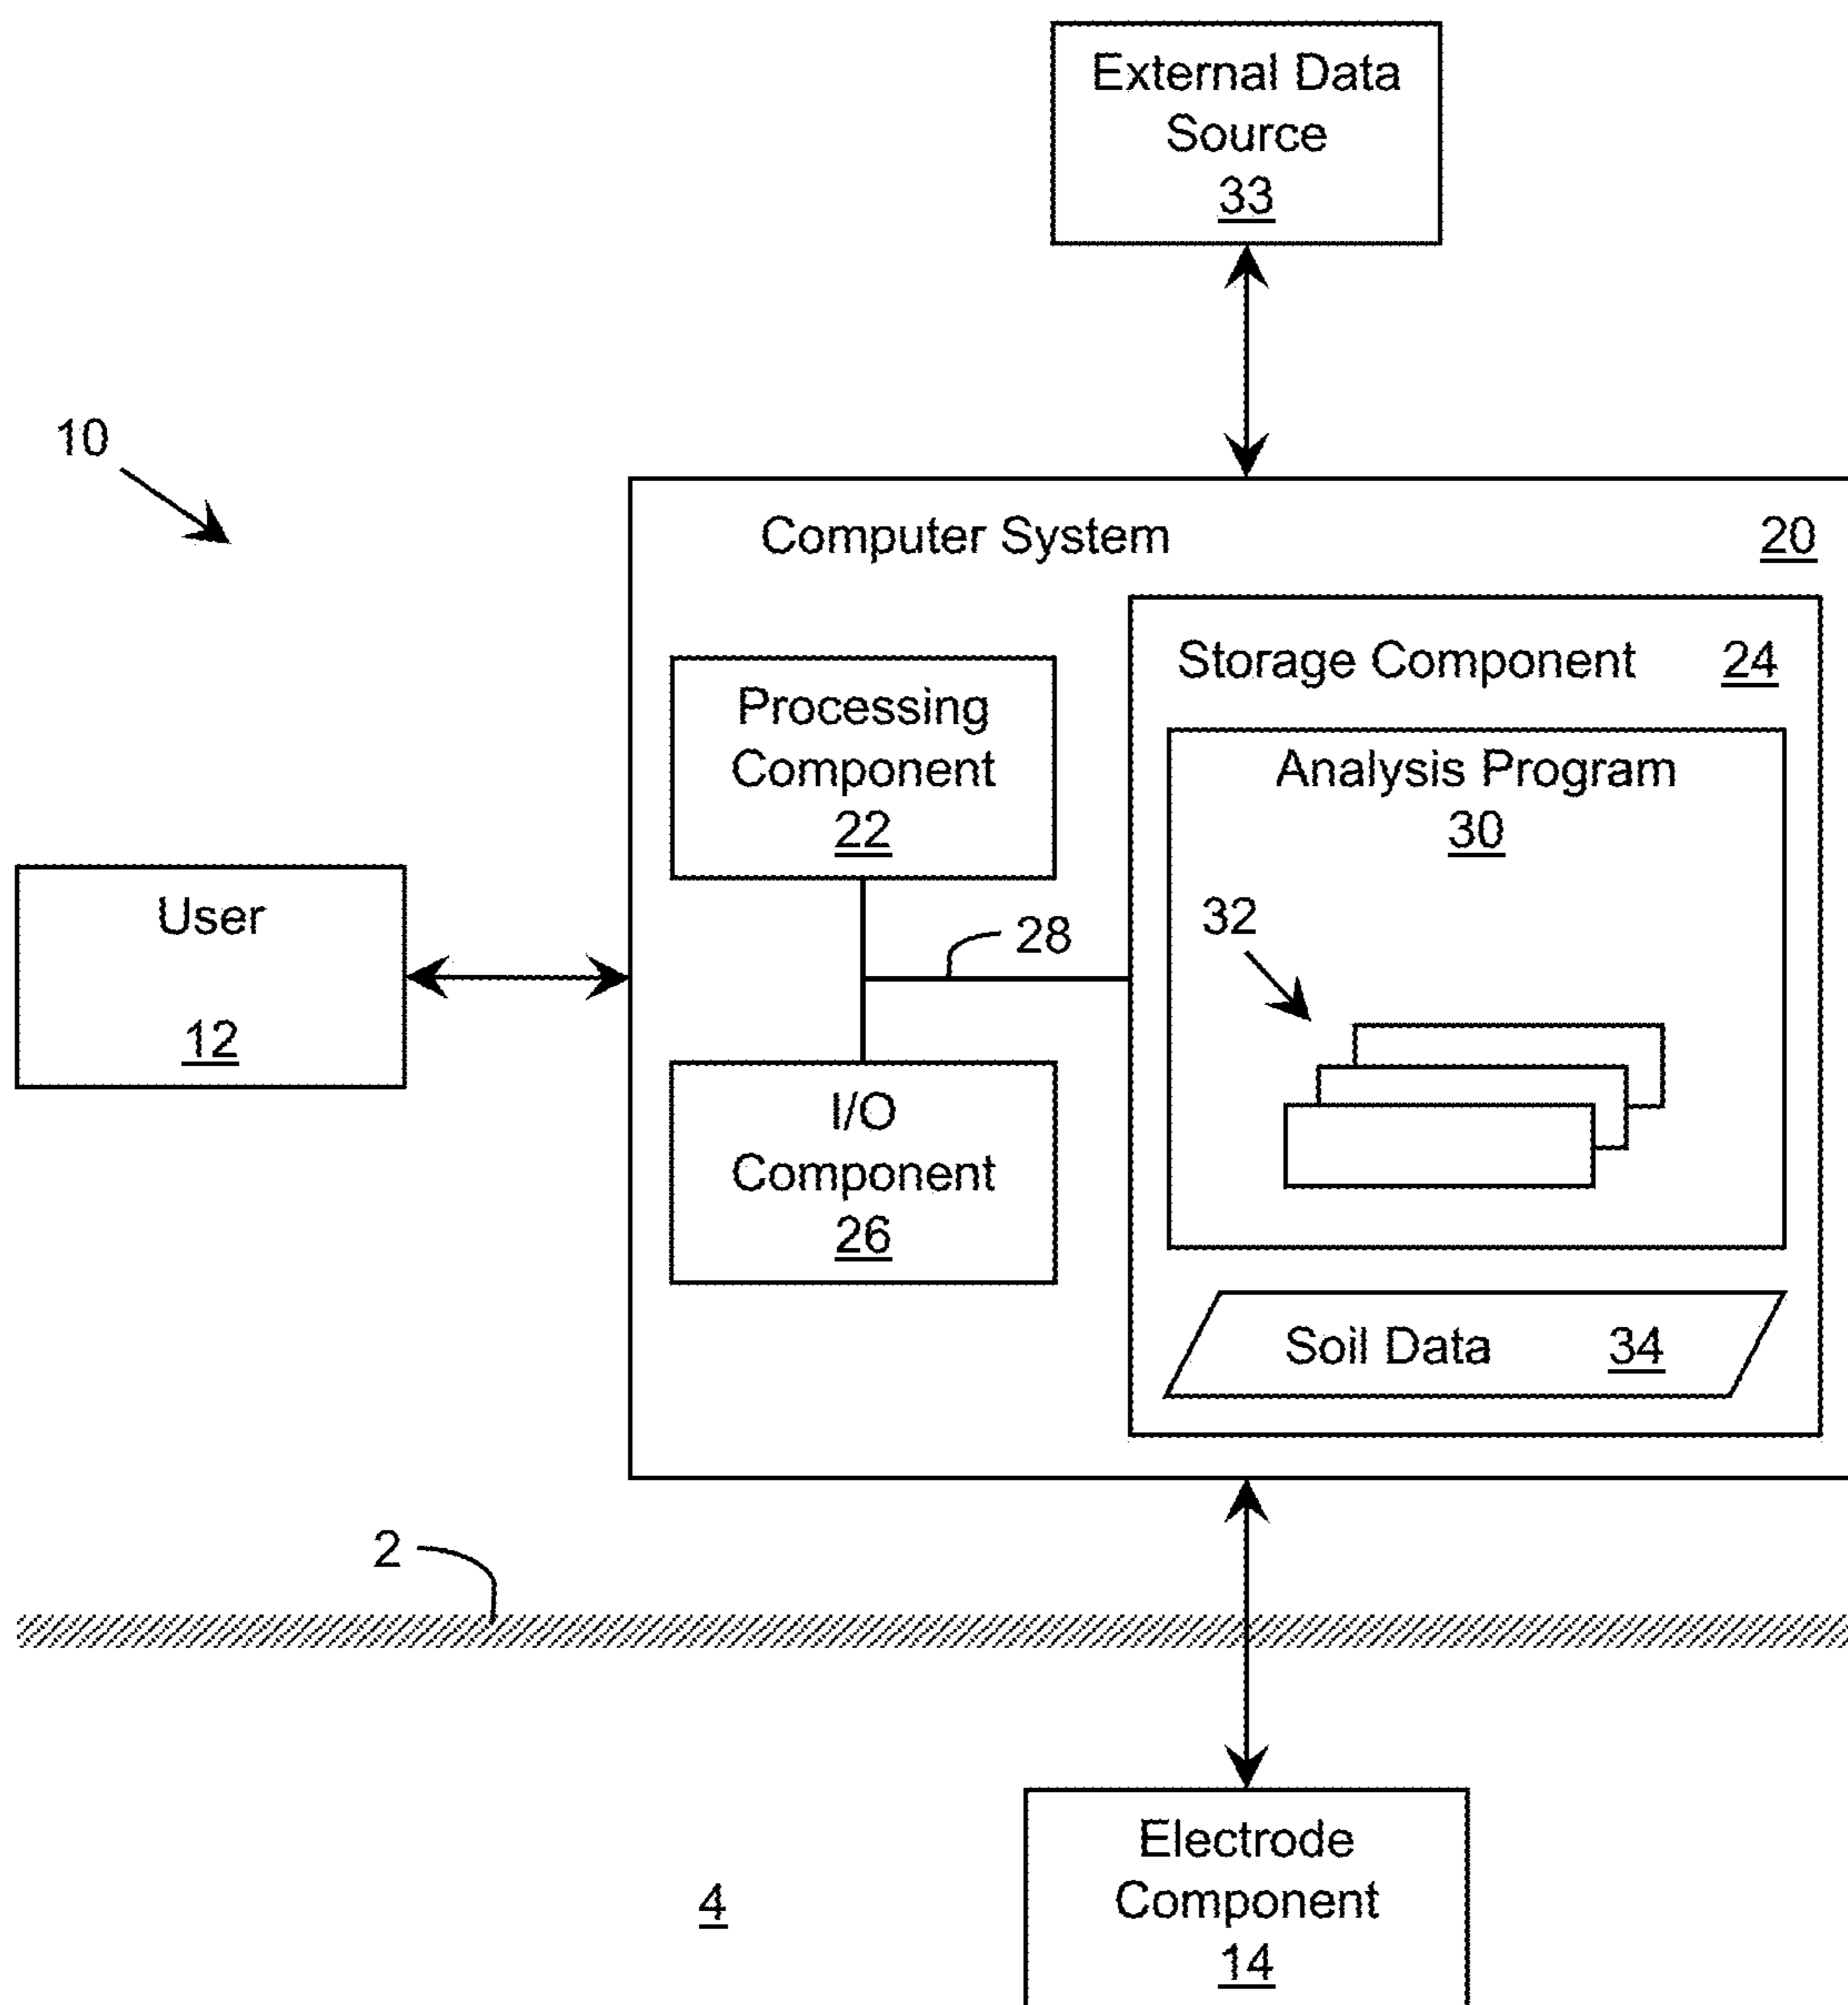 External Data
Source
33
10
Computer System 20
Storage Component 24
Processing
Component
22
Analysis Program
30
32
User
12
28
I/O
Component
26
Soil Data 34
2
4
Electrode
Component
14